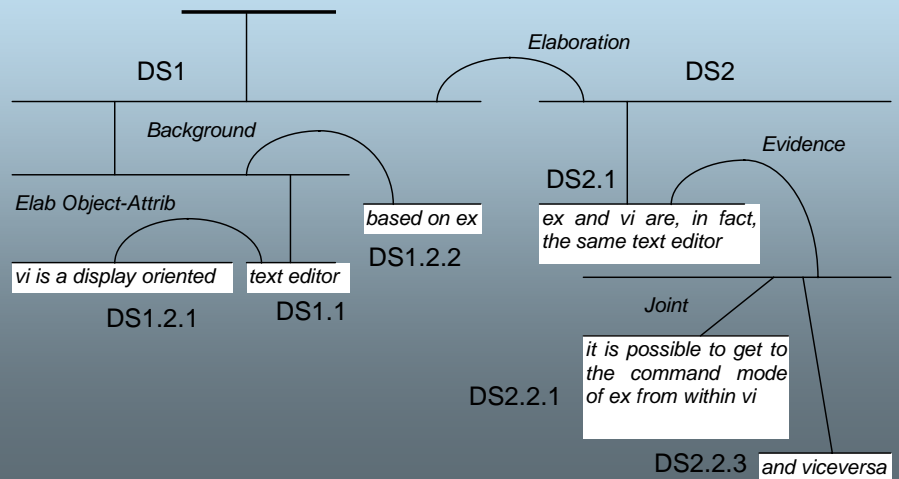 Elaboration
DS1
DS2
Background
Evidence
DS2.1
Elab Object-Attrib
based on ex
ex and vi are, in fact,
the same text editor
DS1.2.2
vi is a display oriented
text editor
DS1.2.1
DS1.1
Joint
it is possible to get to
the command mode
of ex from within vi
DS2.2.1
DS2.2.3
and viceversa